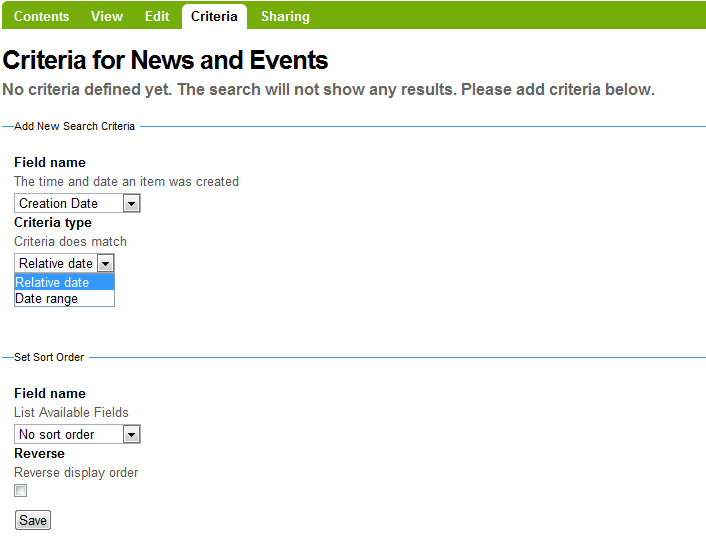 Contents View Edit Criteria Sharing
Criteria for News and Events
No criteria defined yet. The search will not show any results. Please add criteria below.
Add New Search Criteria
Field name
The time and date an item was created
Creation Date
Criteria type
Criteria does match
Relative date
Relative date
Date range
Set Sort Order
Field name
List Available Fields
No sort order
Reverse
Reverse display order
Save